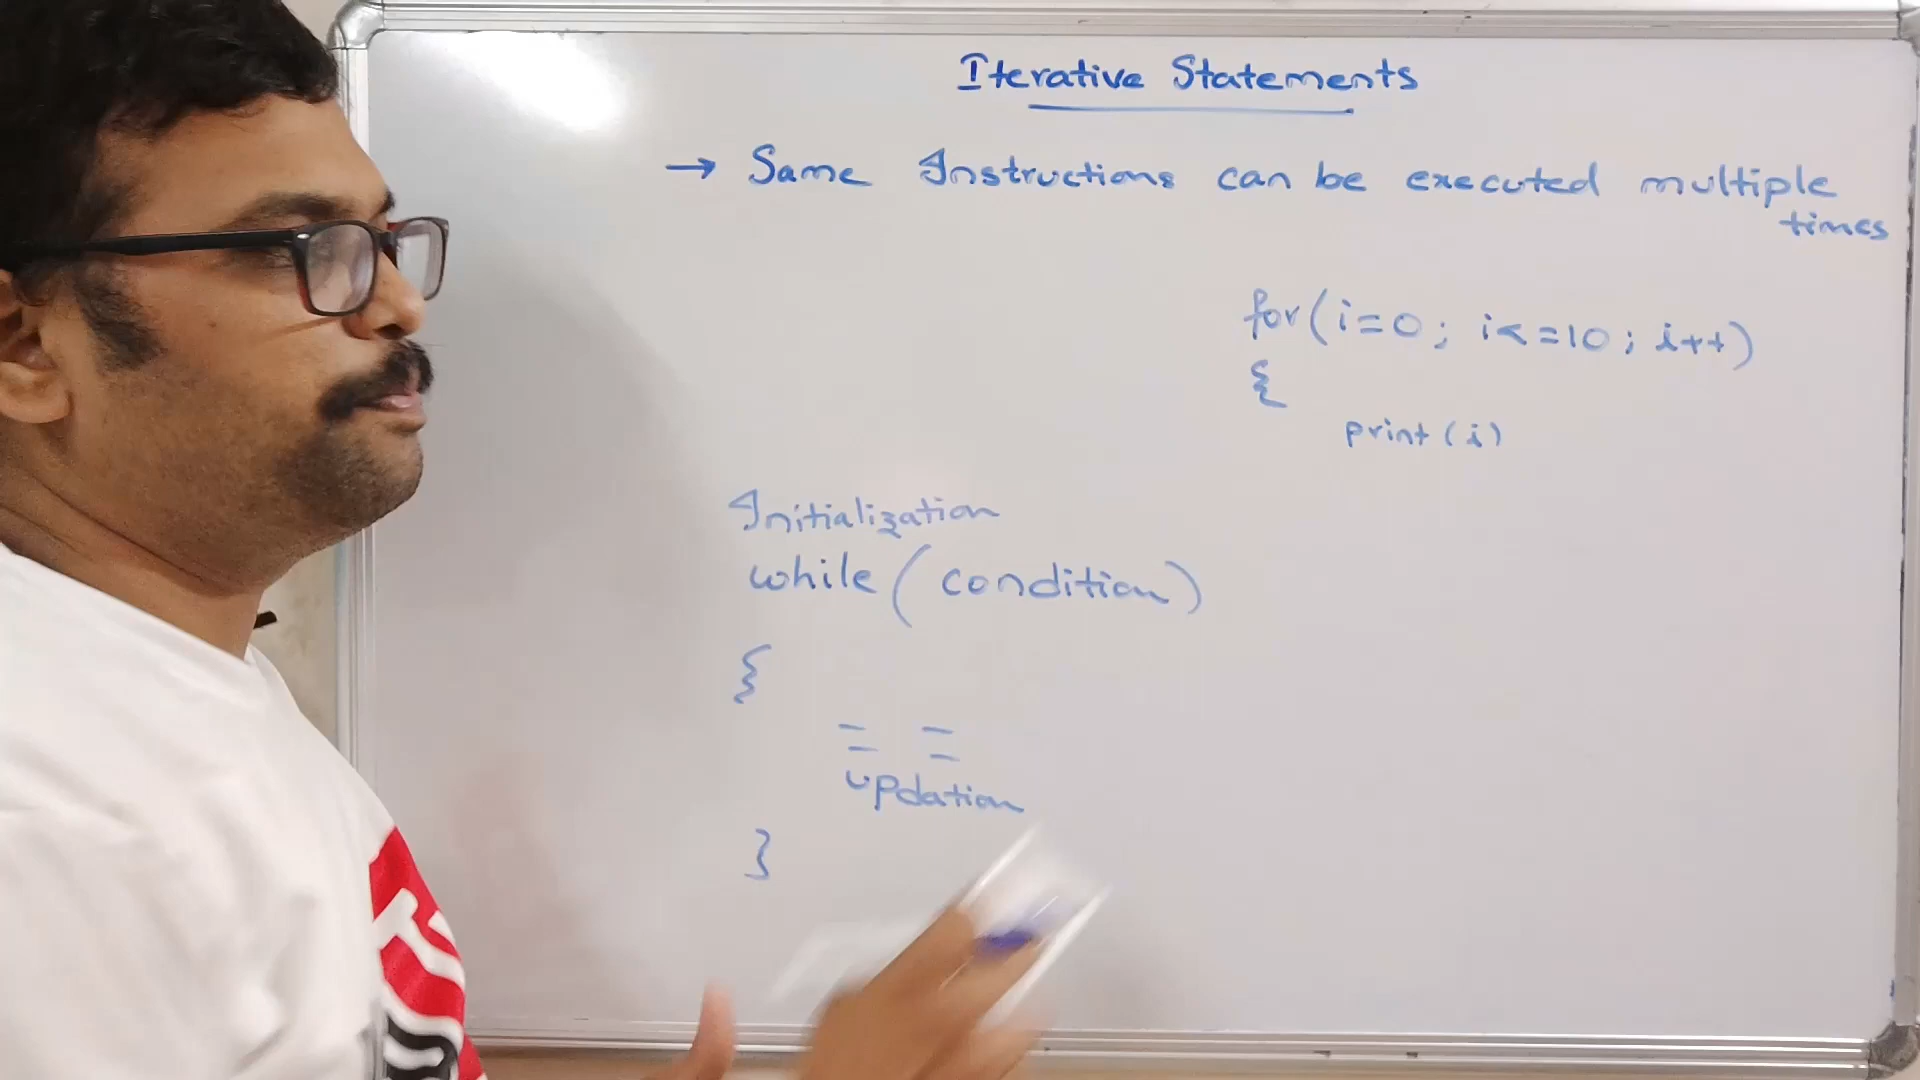 Iterative Statements
→ Same Instructions can be executed multiple
times
for(i=0; i<=10; i++)
{
print(i)
Initialization
while(condition)
{
= =
updation
}